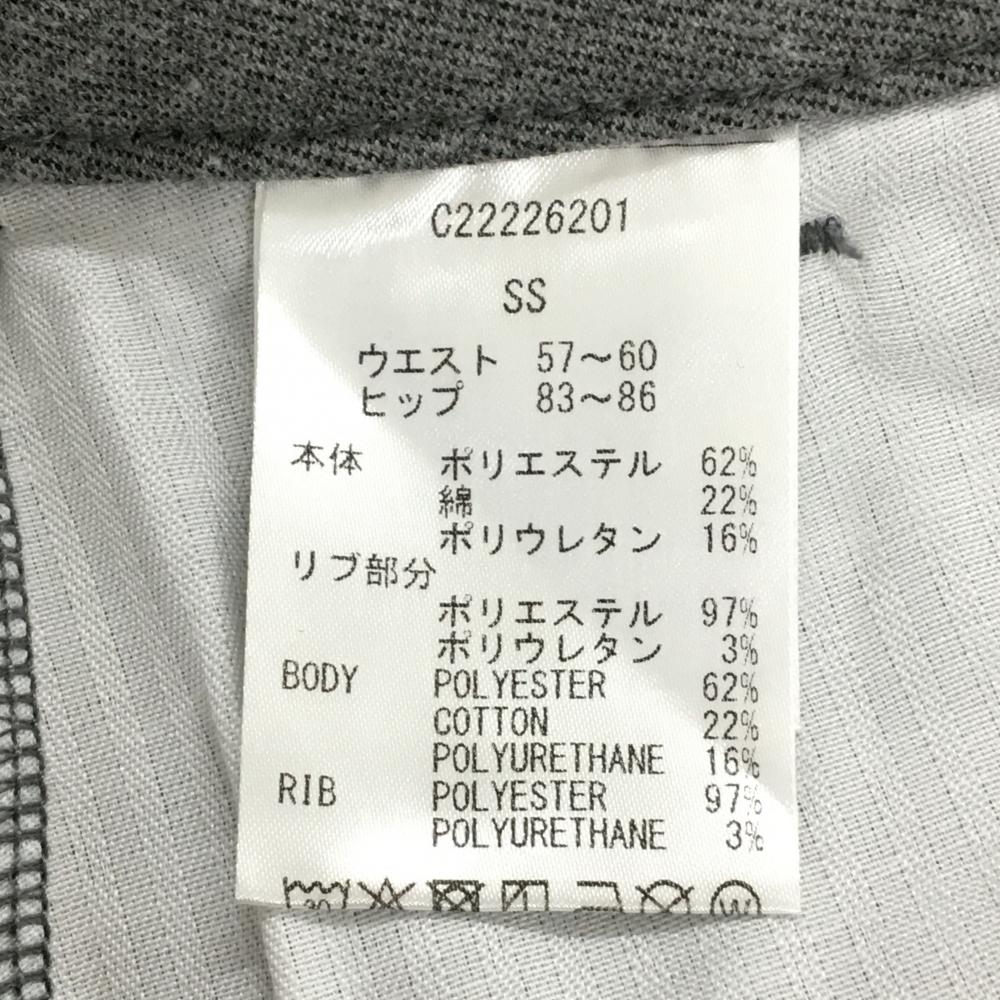 C22226201
SS
ウエスト 57～60
ヒップ 83～86
本体 ポリエステル 62%
綿 22%
ポリウレタン 16%
リブ部分
ポリエステル 97%
ポリウレタン 3%
BODY POLYESTER 62%
COTTON 22%
POLYURETHANE 16%
RIB POLYESTER 97%
POLYURETHANE 3%
30 W